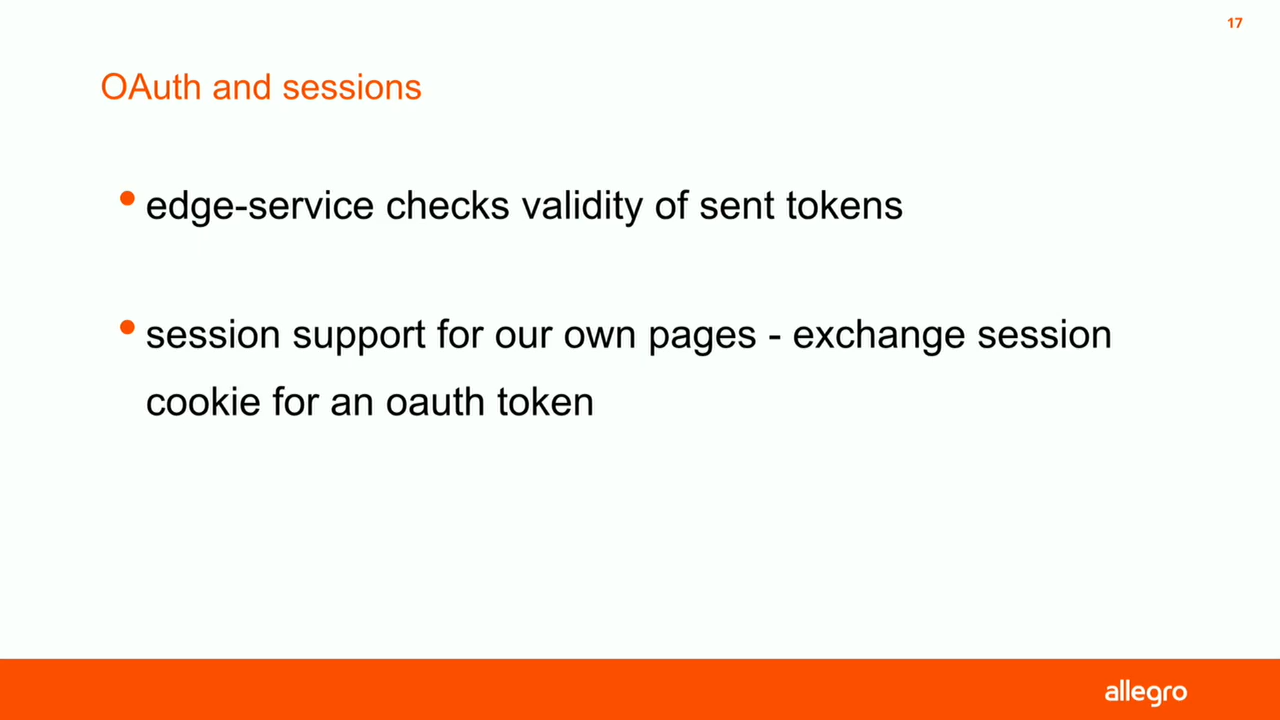 17
OAuth and sessions
edge-service checks validity of sent tokens
session support for our own pages - exchange session
cookie for an oauth token
allegro